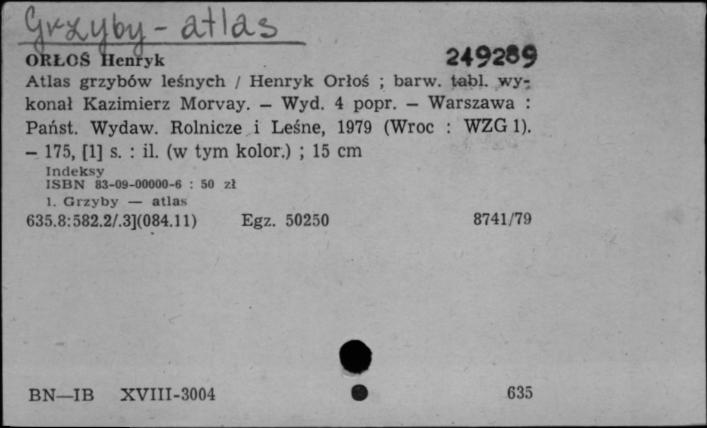 Grzyby - atlas
ORŁOŚ Henryk 249289
Atlas grzybów leśnych / Henryk Orłoś ; barw. tabl. wy-
konał Kazimierz Morvay. — Wyd. 4 popr. — Warszawa :
Państ. Wydaw. Rolnicze i Leśne, 1979 (Wroc : WZG 1).
— 175, [1] s. : il. (w tym kolor.) ; 15 cm
Indeksy
ISBN 83-09-00000-6 : 50 zł
1. Grzyby — atlas
635.8:582.2/.3](084.11) Egz. 50250 8741/79
BN—IB XVIII-3004 635